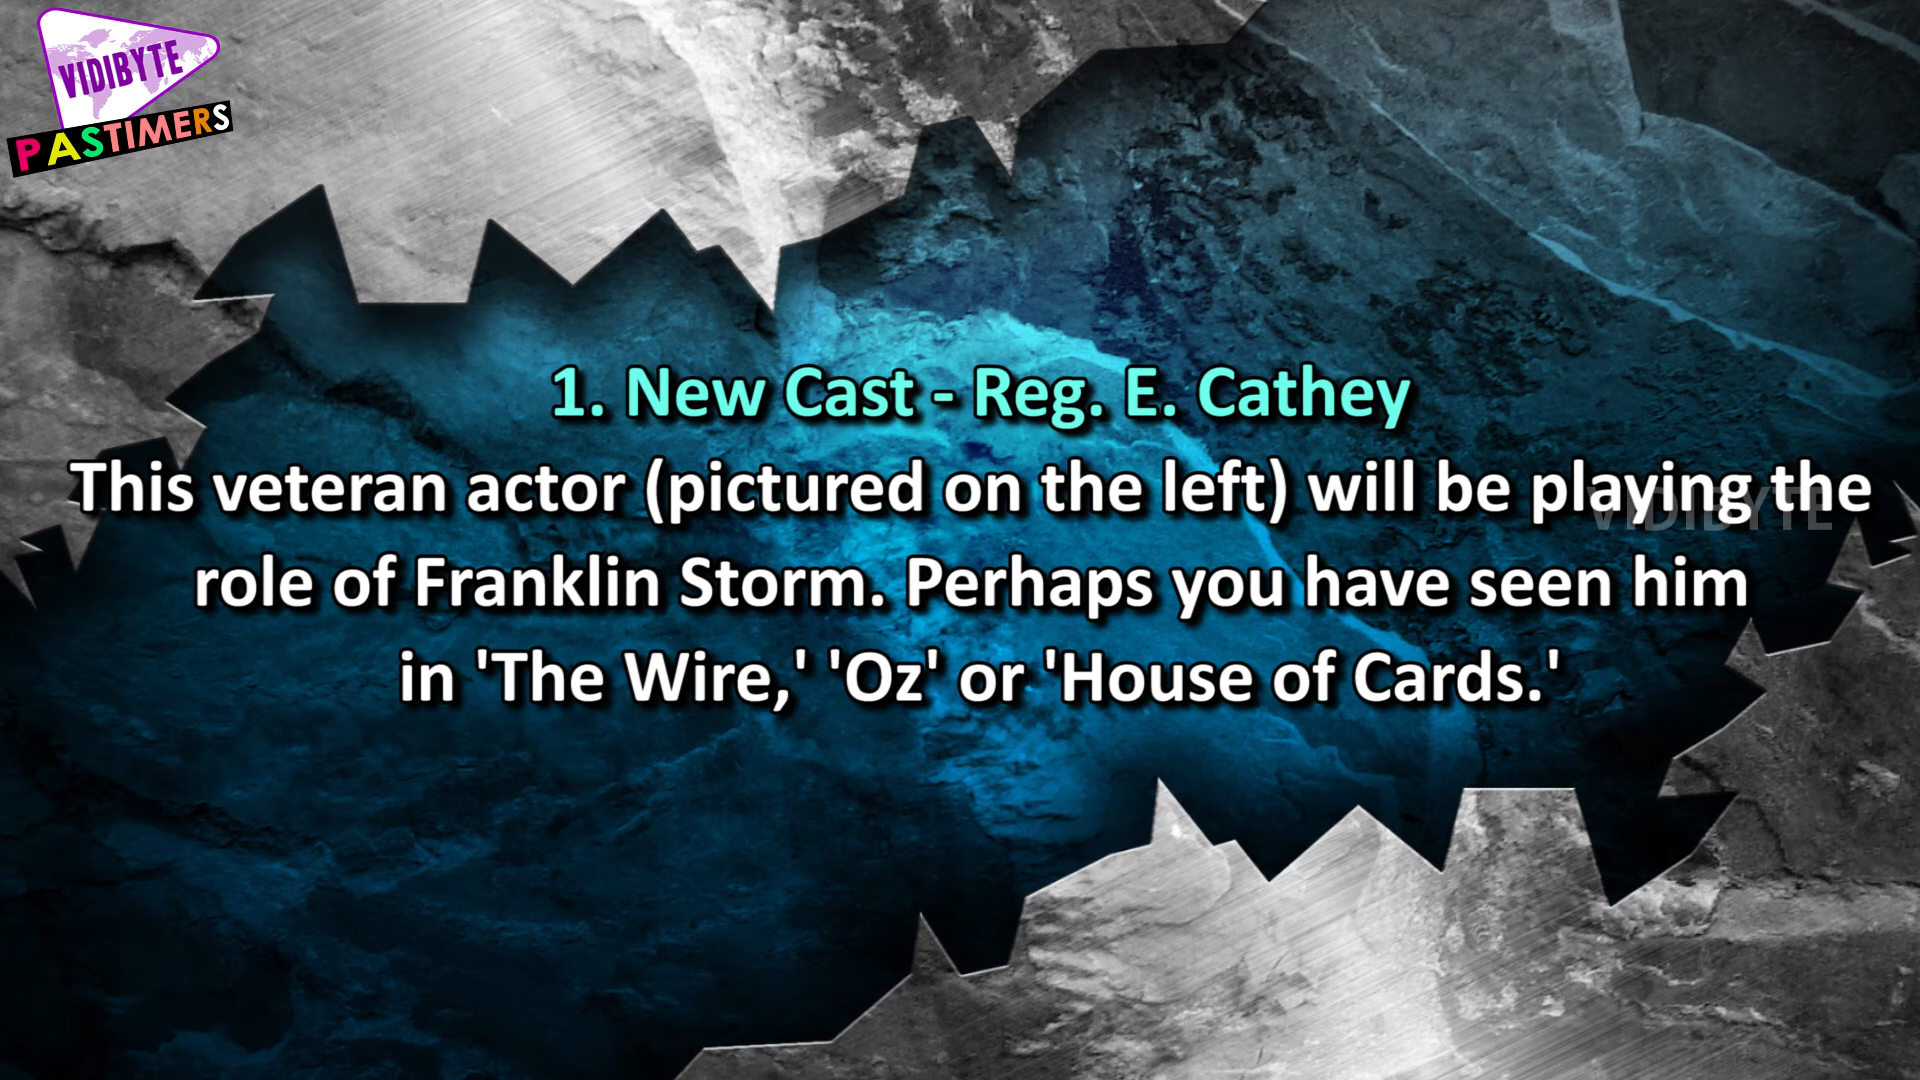 VIDIBYTE
PASTIMERS
1. New Cast - Reg. E. Cathey
This veteran actor (pictured on the left) will be playing the
VIDIBYTE
role of Franklin Storm. Perhaps you have seen him
in 'The Wire,' 'Oz' or 'House of Cards.'